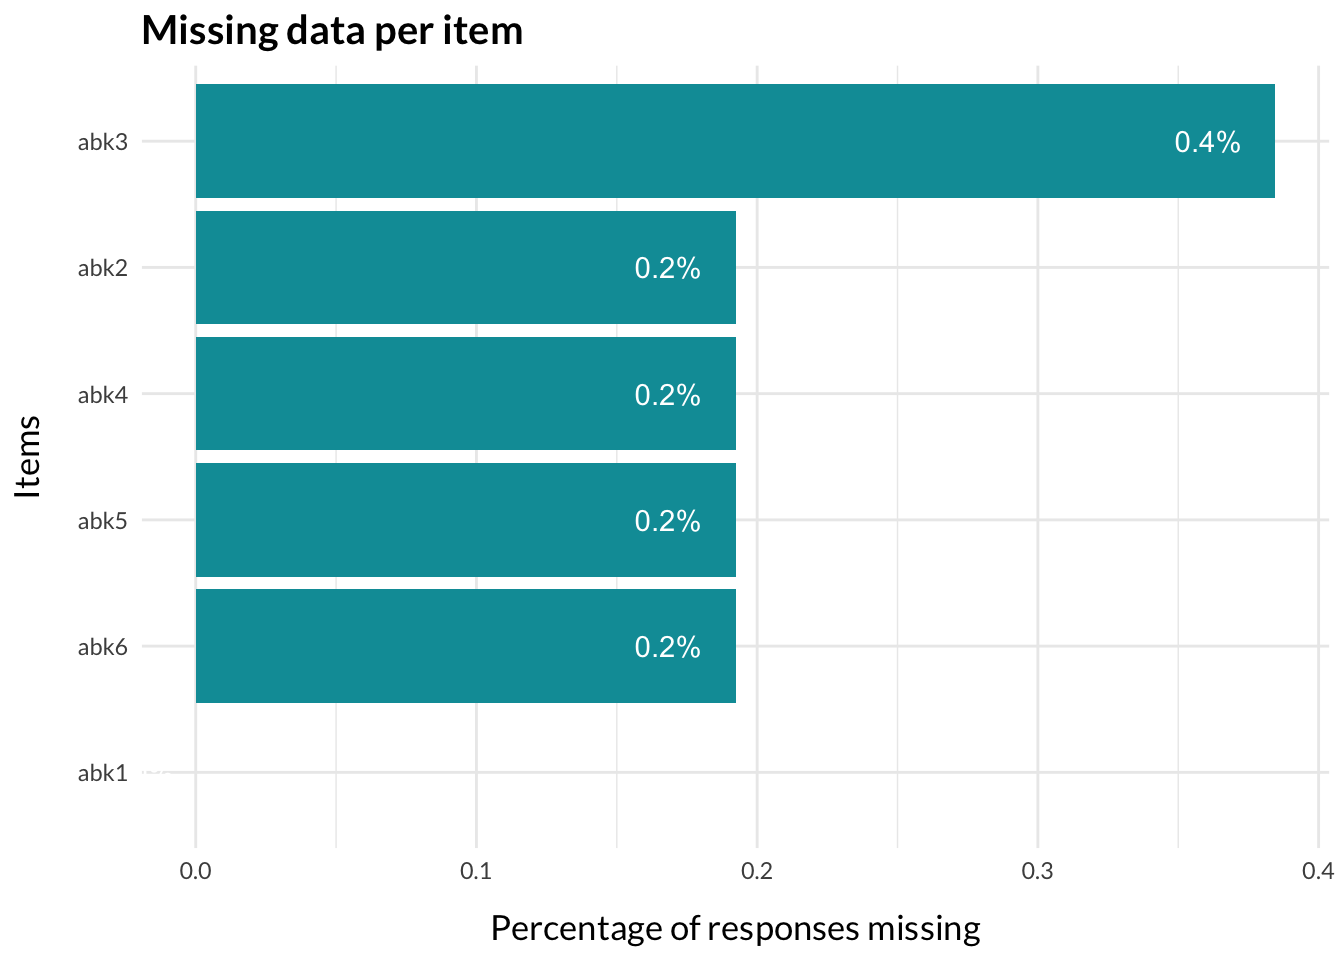 Missing data per item
abk3
0.4%
abk2
0.2%
abk4
0.2%
abk5
0.2%
abk6
0.2%
abk1
Items
0.0 0.1 0.2 0.3 0.4
Percentage of responses missing